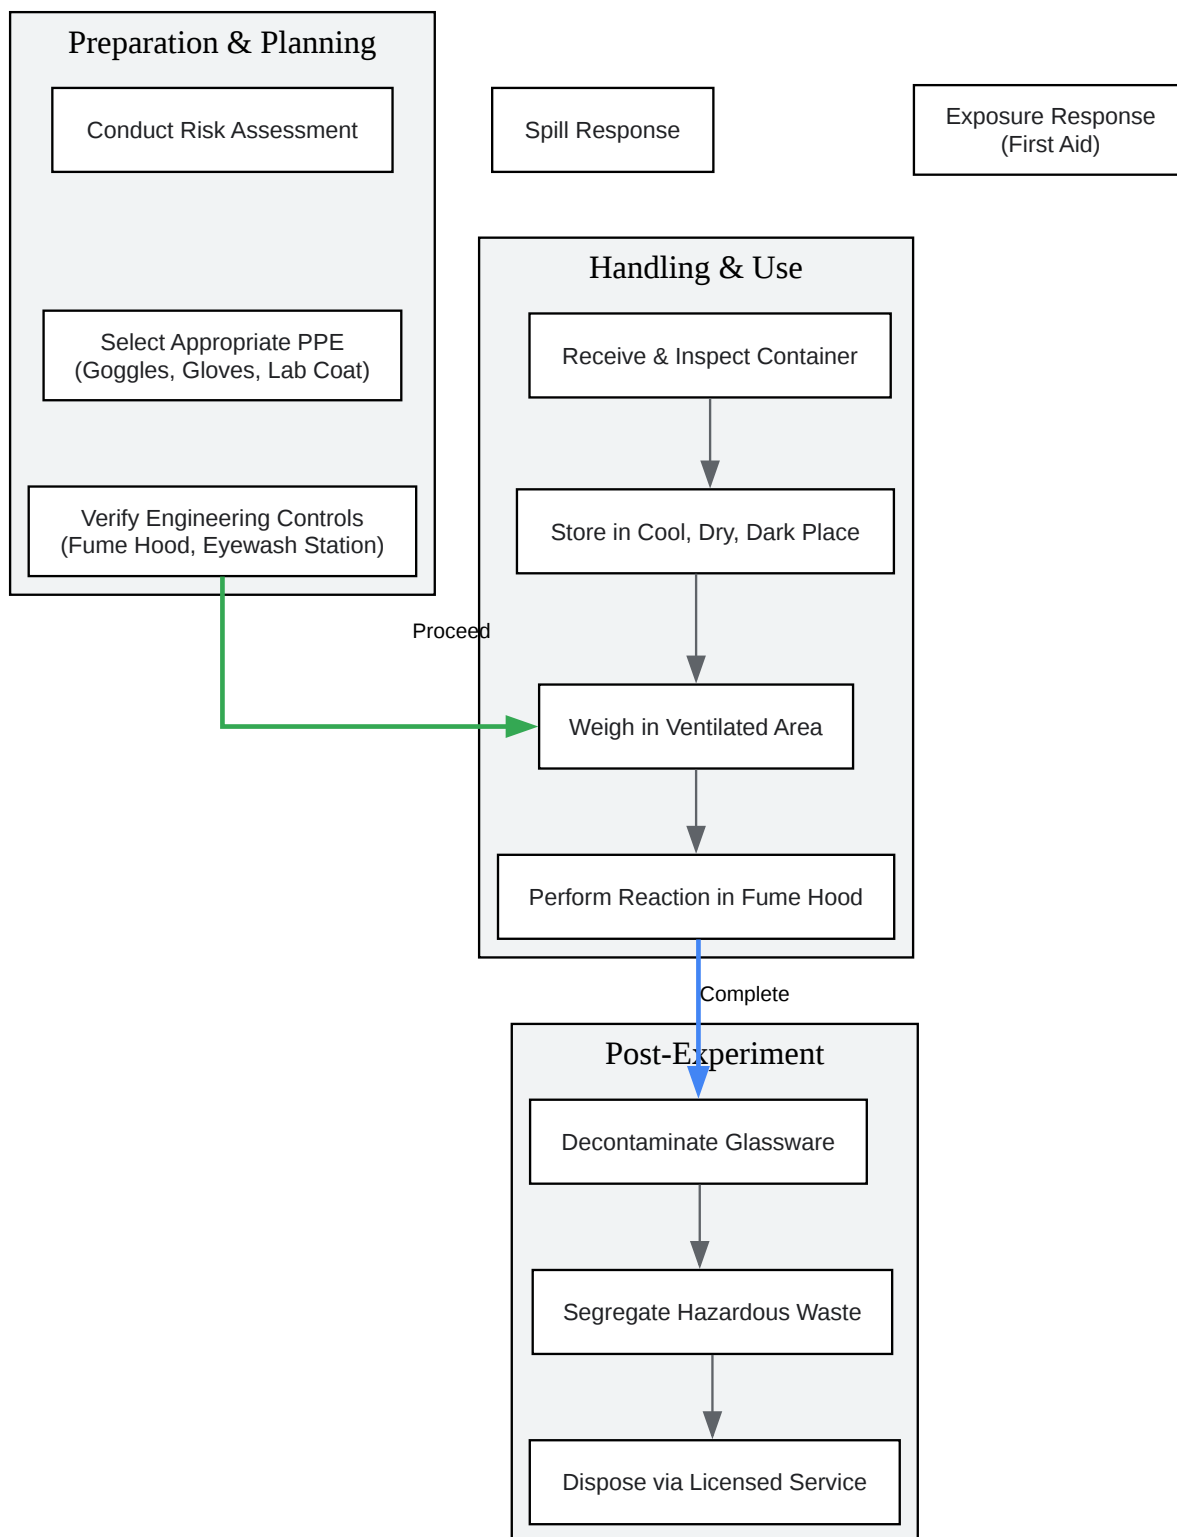 Preparation & Planning
Conduct Risk Assessment
Spill Response
Exposure Response
(First Aid)
Handling & Use
Select Appropriate PPE
(Goggles, Gloves, Lab Coat)
Receive & Inspect Container
Verify Engineering Controls
(Fume Hood, Eyewash Station)
Store in Cool, Dry, Dark Place
Proceed
Weigh in Ventilated Area
Perform Reaction in Fume Hood
Complete
Post-Experiment
Decontaminate Glassware
Segregate Hazardous Waste
Dispose via Licensed Service